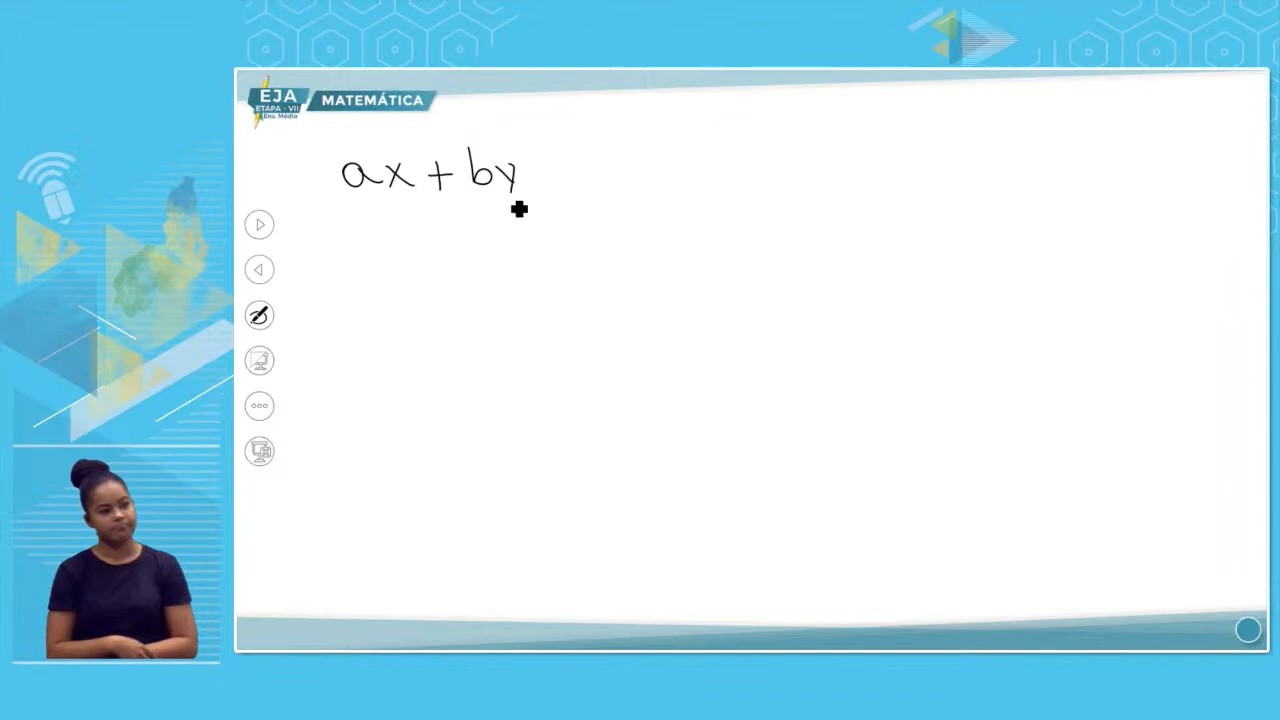 EJA
ETAPA - VII
Ens. Médio
MATEMÁTICA
ax + by